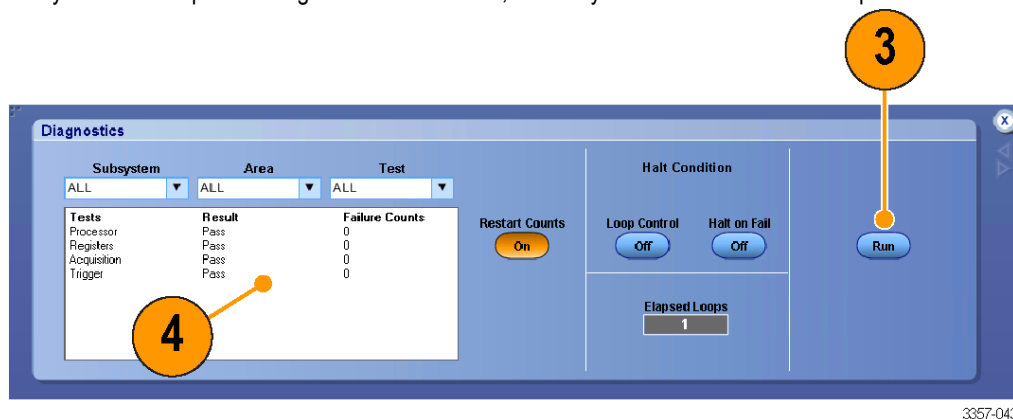 3
Diagnostics
Subsystem Area Test Halt Condition
ALL ALL ALL
Tests Result Failure Counts
Processor Pass 0
Registers Pass 0
Acquisition Pass 0
Trigger Pass 0
Restart Counts Loop Control Halt on Fail
On Off Off Run
4
Elapsed Loops
1
3357-043